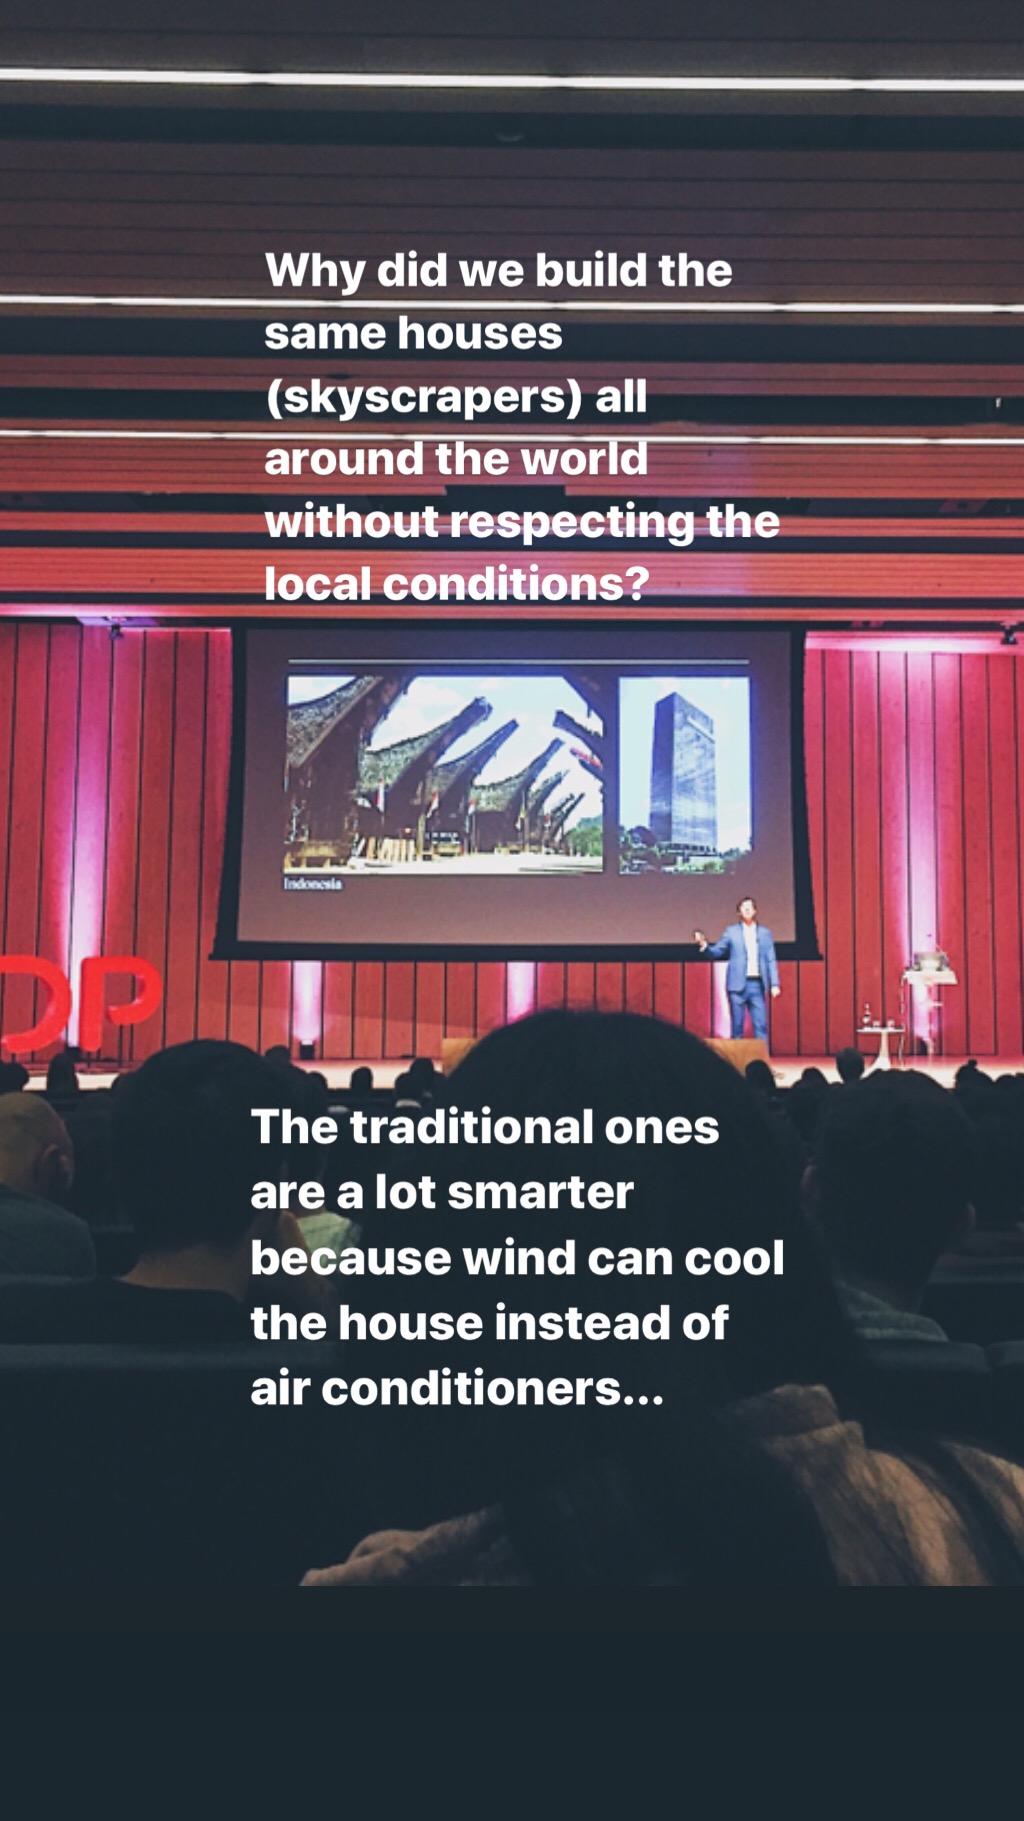 Why did we build the
same houses
(skyscrapers) all
around the world
without respecting the
local conditions?
Indonesia
DP
The traditional ones
are a lot smarter
because wind can cool
the house instead of
air conditioners...